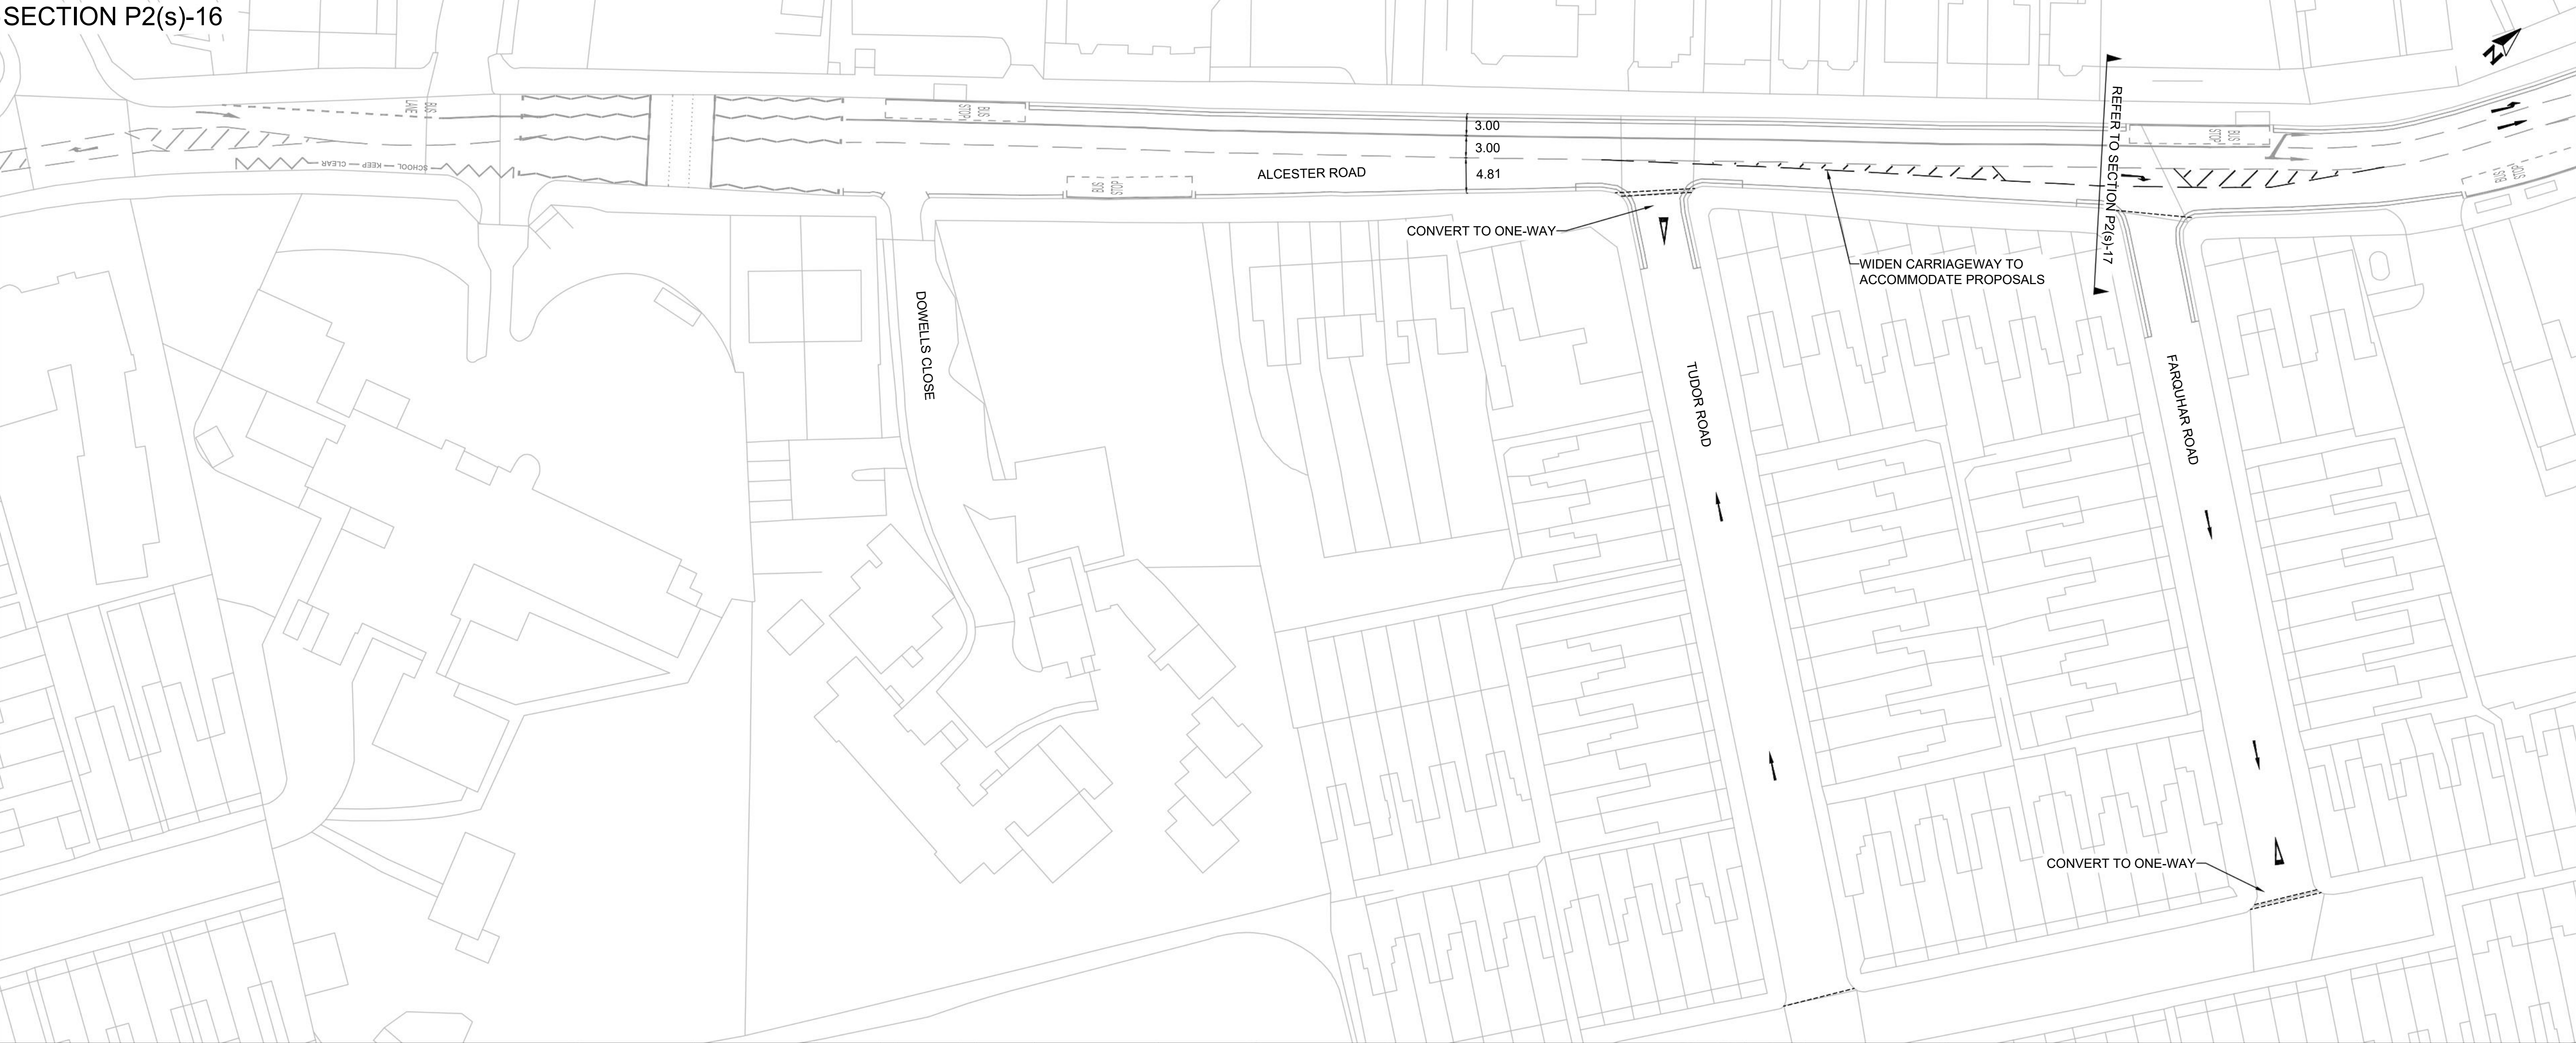 SECTION P2(s)-16
N
BUS
LANE
BUS
STOP
SCHOOL KEEP CLEAR
BUS
STOP
3.00
3.00
4.81
ALCESTER ROAD
CONVERT TO ONE-WAY
WIDEN CARRIAGEWAY TO
ACCOMMODATE PROPOSALS
REFER TO SECTION P2(s)-17
BUS
STOP
BUS
STOP
DOWELLS CLOSE
TUDOR ROAD
FARQUHAR ROAD
CONVERT TO ONE-WAY